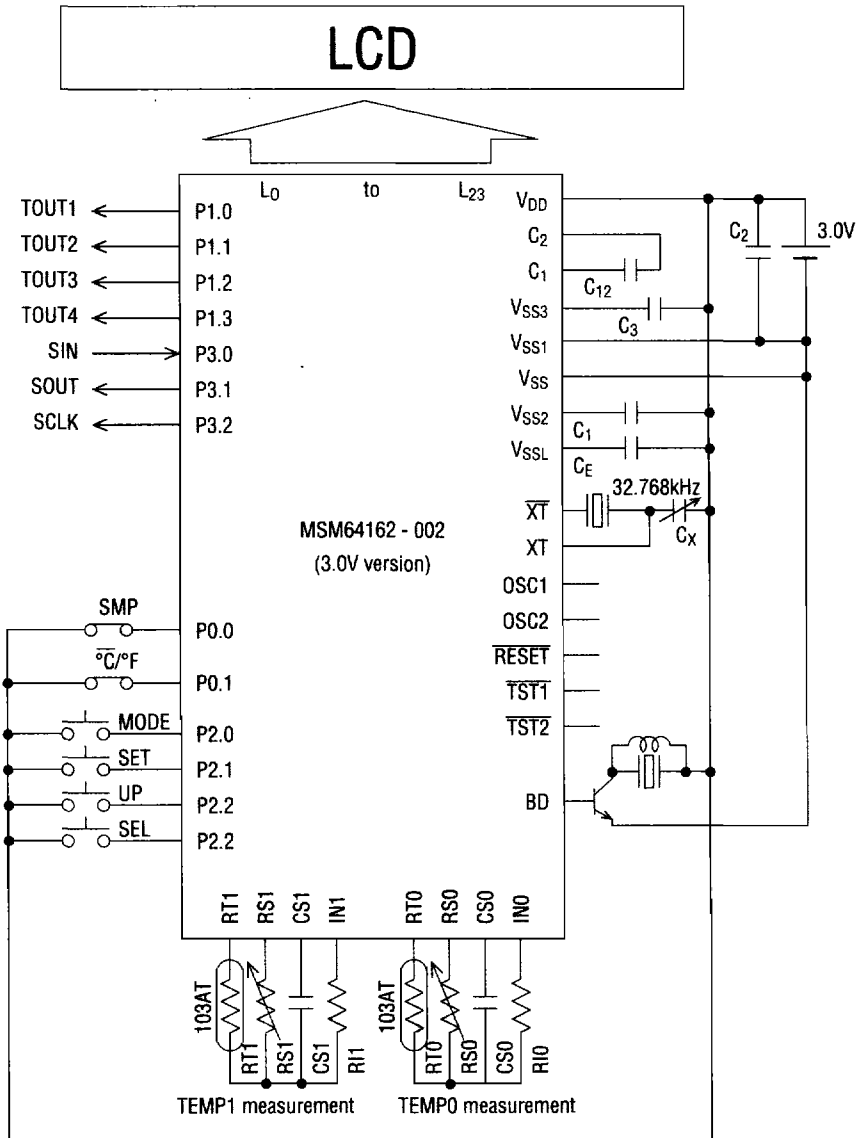 LCD
L0 to L23
TOUT1 P1.0
TOUT2 P1.1
TOUT3 P1.2
TOUT4 P1.3
SIN P3.0
SOUT P3.1
SCLK P3.2
VDD
C2
C1
C12
VSS3
C3
VSS1
VSS
VSS2
C1
VSSL
CE
C2
3.0V
32.768kHz
XT
CX
XT
OSC1
OSC2
RESET
TST1
TST2
BD
MSM64162 - 002
(3.0V version)
SMP P0.0
°C/°F P0.1
MODE P2.0
SET P2.1
UP P2.2
SEL P2.2
RT1 RS1 CS1 IN1 RT0 RS0 CS0 IN0
103AT RT1 RS1 CS1 RI1 103AT RT0 RS0 CS0 RI0
TEMP1 measurement TEMP0 measurement